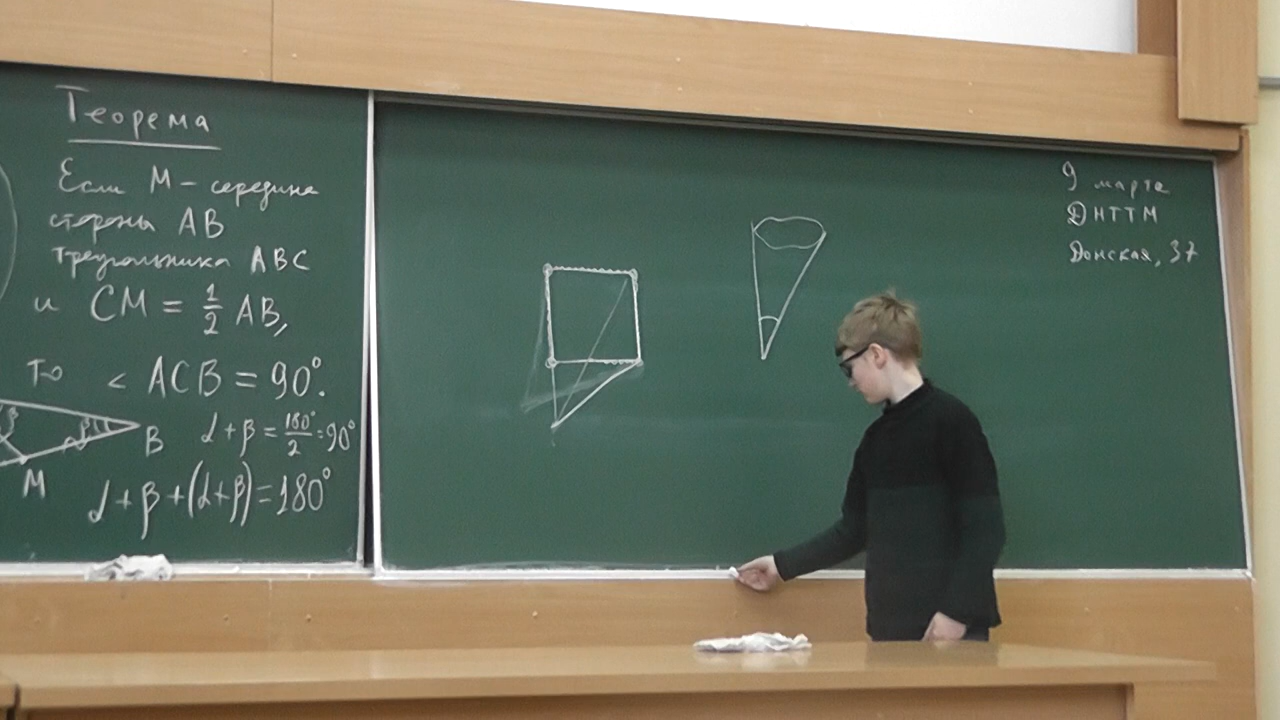 Теорема
Если M – середина
стороны AB
треугольника ABC
и CM = 1/2 AB,
то < ACB = 90°.
β
β
B
M
α + β = 180°/2 = 90°
α + β + (α + β) = 180°
9 марта
ДНТТМ
Донская, 37